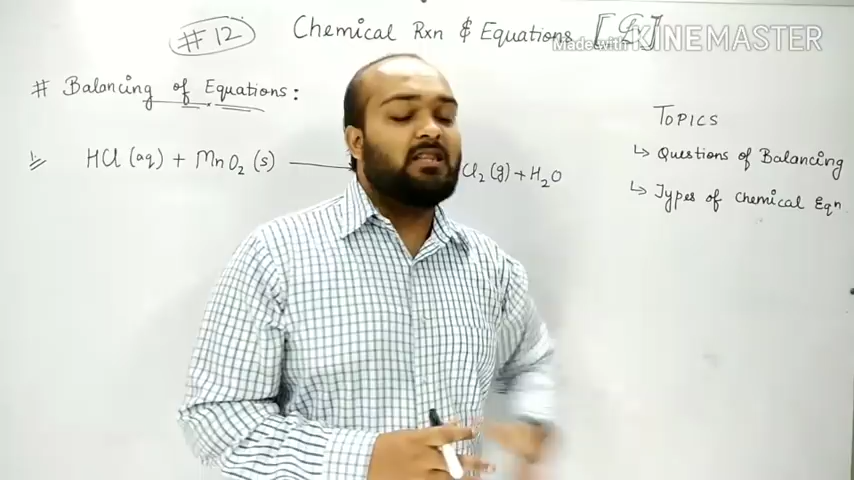 #12 Chemical Rxn & Equations
Made with KINEMASTER
# Balancing of Equations:
1. HCl (aq) + MnO₂ (s) → Cl₂ (g) + H₂O
TOPICS
↳ Questions of Balancing
↳ Types of Chemical Eqn.